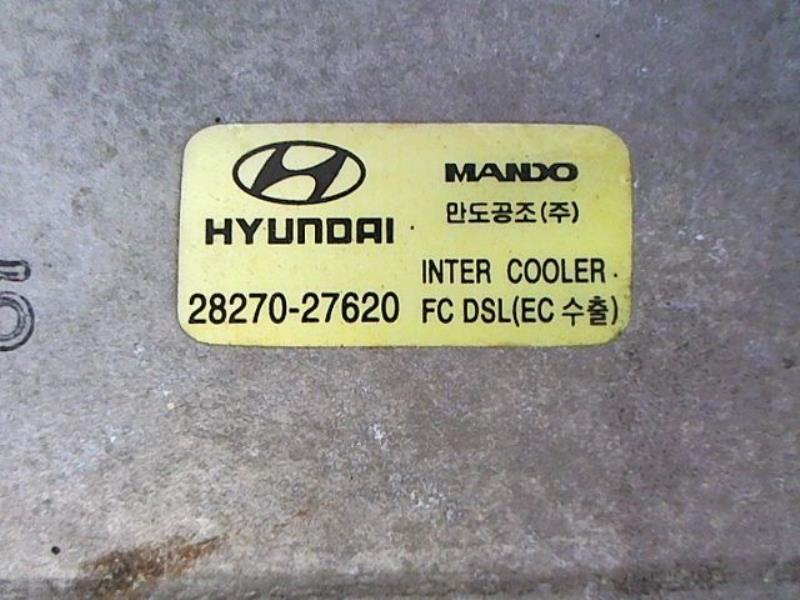 HYUNDAI
MANDO
만도공조(주)
28270-27620
INTER COOLER
FC DSL(EC 수출)